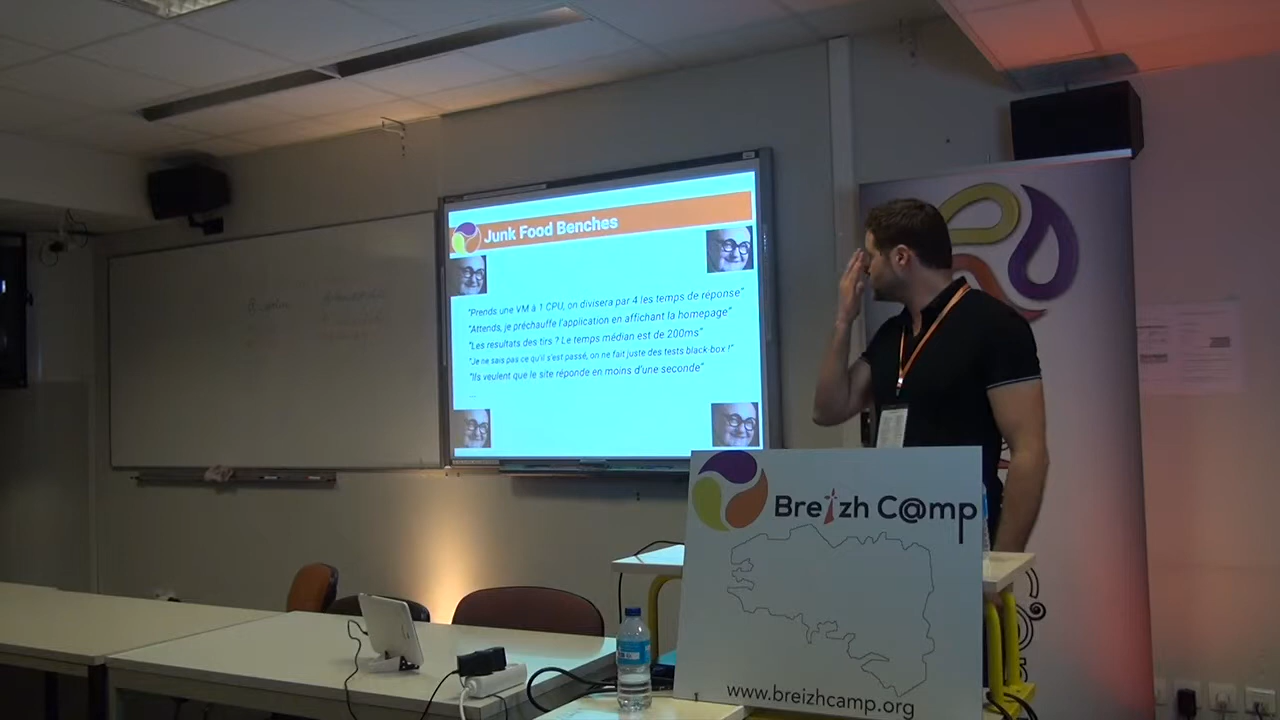 Junk Food Benches
"Prends une VM à 1 CPU, on divisera par 4 les temps de réponse"
"Attends, je préchauffe l'application en affichant la homepage"
"Les resultats des tirs ? Le temps médian est de 200ms"
"Je ne sais pas ce qu'il s'est passé, on ne fait juste des tests black box !"
"Ils veulent que le site réponde en moins d'une seconde"
...
Breizh C@mp
www.breizhcamp.org